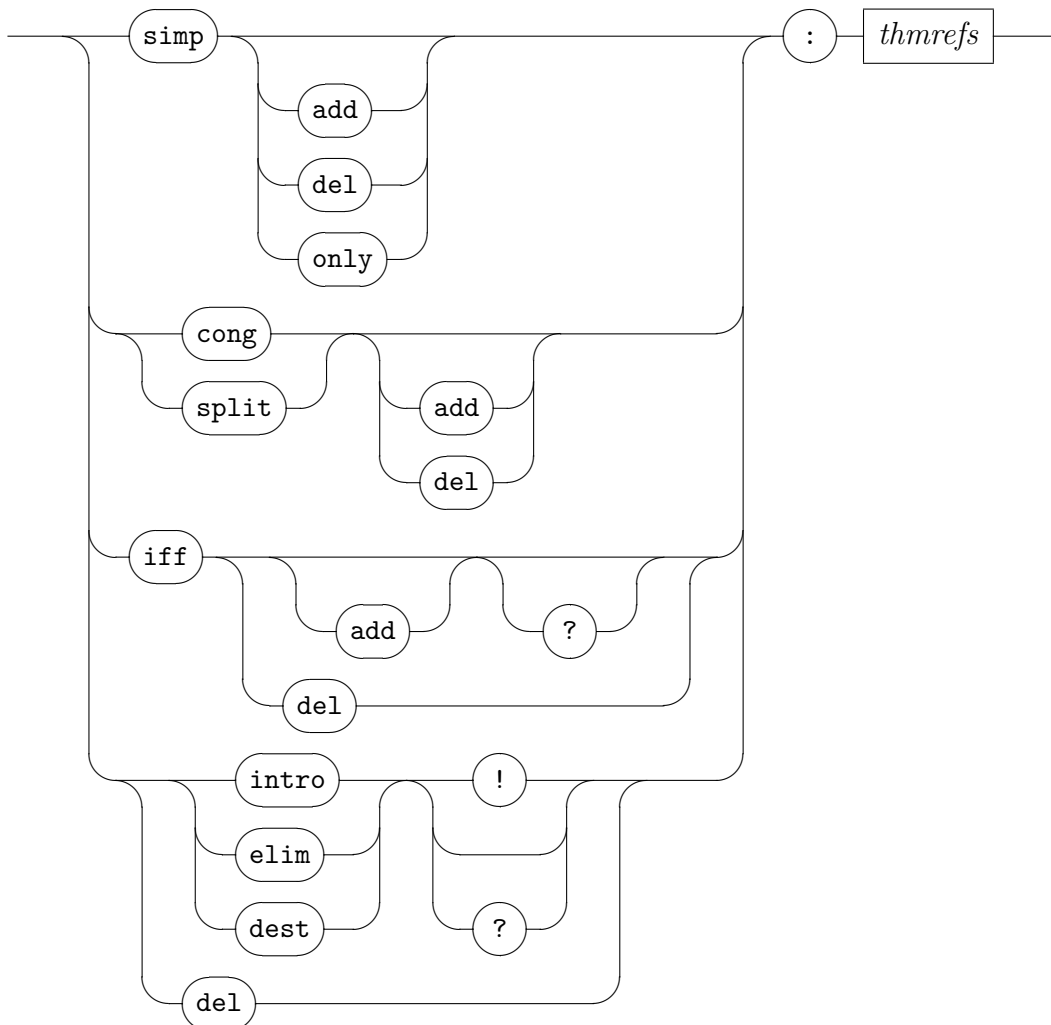 simp : thmrefs
add
del
only
cong
split add
del
iff
add ?
del
intro !
elim
dest ?
del